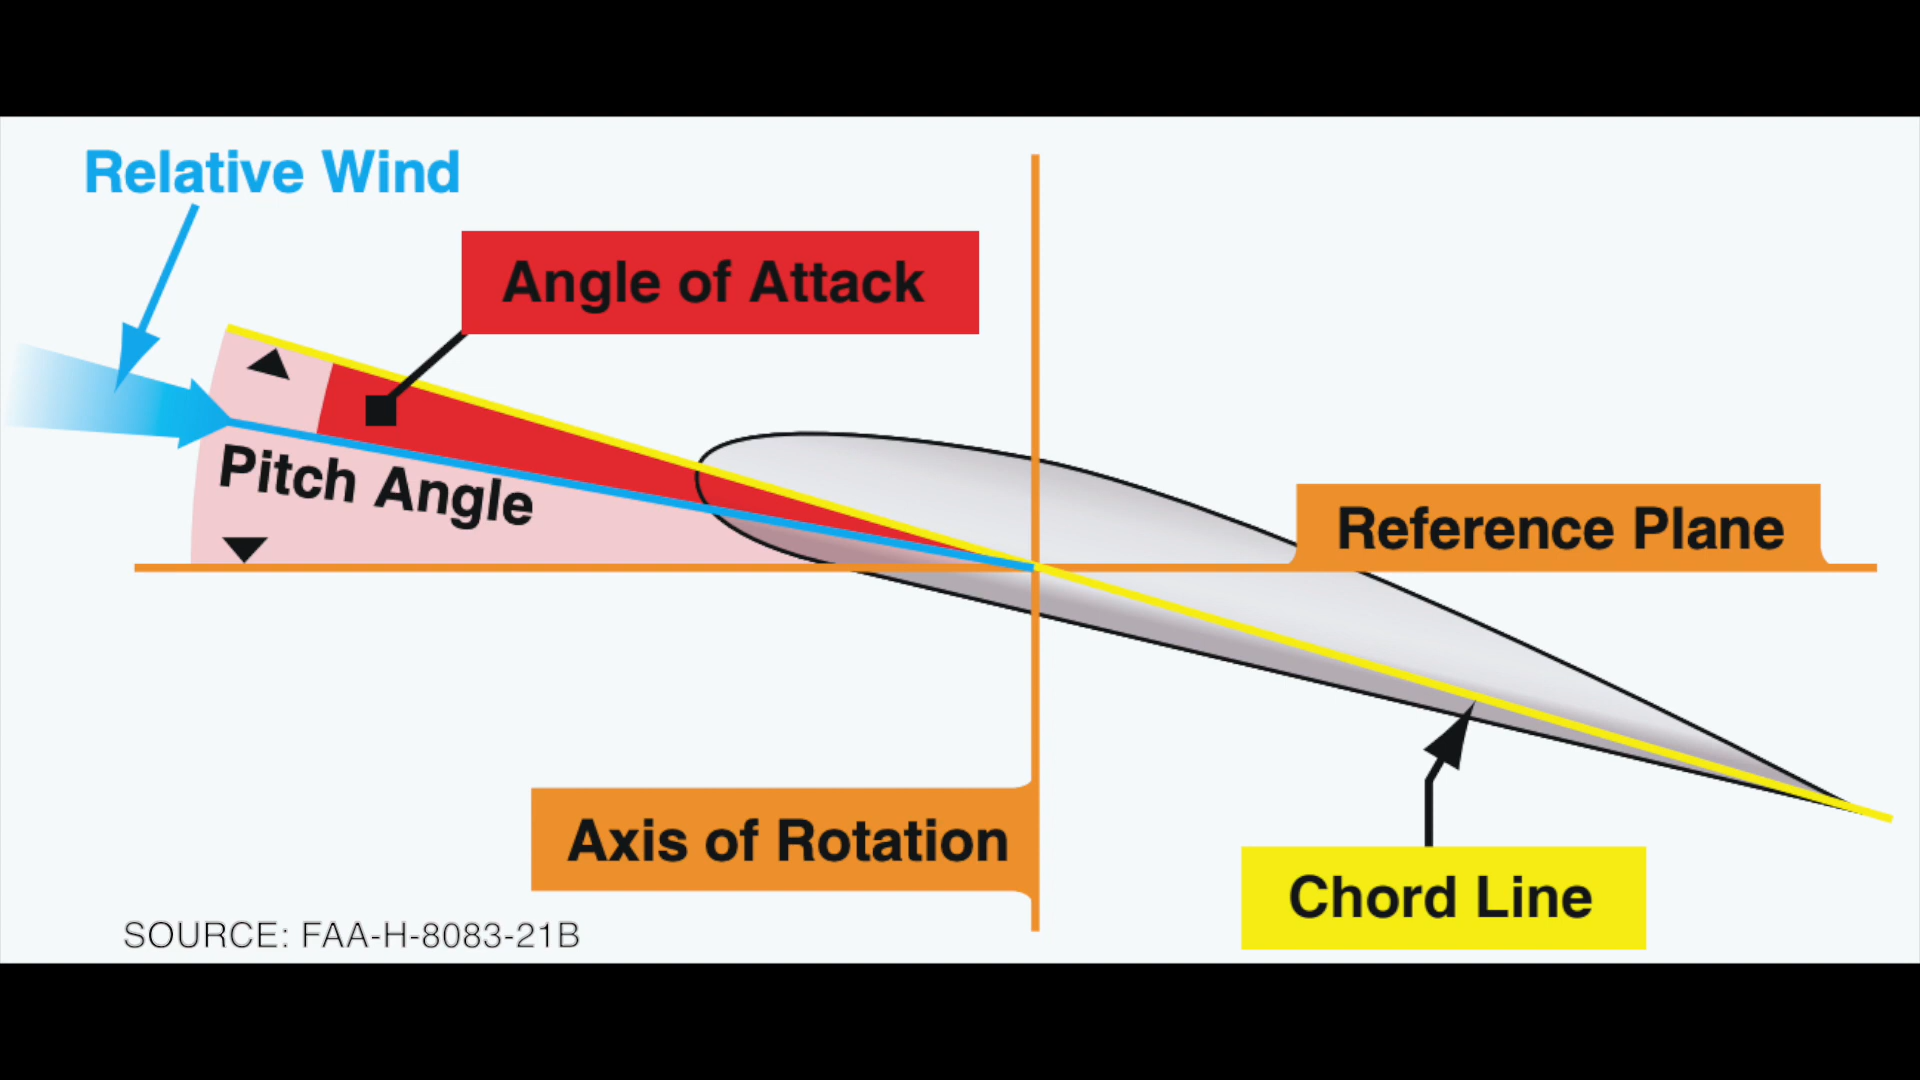 Relative Wind
Angle of Attack
Pitch Angle
Reference Plane
Axis of Rotation
Chord Line
SOURCE: FAA-H-8083-21B